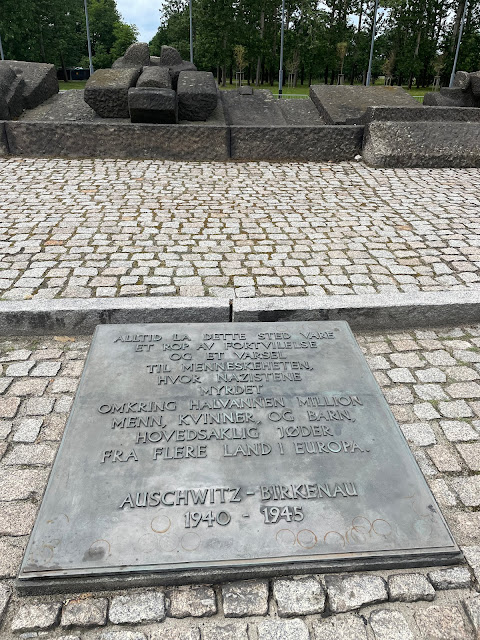 ALLTID LA DETTE STED VÆRE
ET ROP AV FORTVILELSE
OG ET VARSEL
TIL MENNESKEHETEN,
HVOR NAZISTENE
MYRDET
OMKRING HALVANNEN MILLION
MENN, KVINNER, OG BARN,
HOVEDSAKLIG JØDER
FRA FLERE LAND I EUROPA.
AUSCHWITZ - BIRKENAU
1940 - 1945